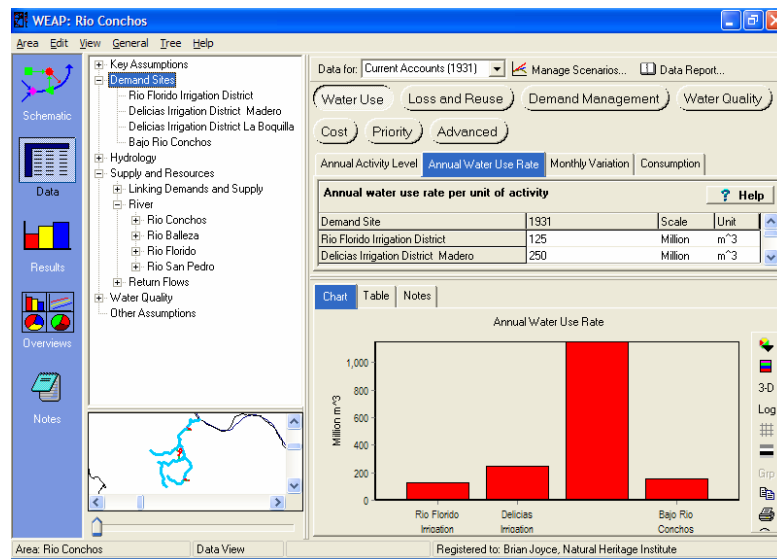 WEAP: Rio Conchos
Area Edit View General Tree Help
Schematic
Data
Results
Overviews
Notes
Key Assumptions
Demand Sites
Rio Florido Irrigation District
Delicias Irrigation District Madero
Delicias Irrigation District La Boquilla
Bajo Rio Conchos
Hydrology
Supply and Resources
Linking Demands and Supply
River
Rio Conchos
Rio Balleza
Rio Florido
Rio San Pedro
Return Flows
Water Quality
Other Assumptions
Data for: Current Accounts (1931) Manage Scenarios... Data Report...
Water Use Loss and Reuse Demand Management Water Quality
Cost Priority Advanced
Annual Activity Level Annual Water Use Rate Monthly Variation Consumption
Annual water use rate per unit of activity ? Help
Demand Site 1931 Scale Unit
Rio Florido Irrigation District 125 Million m^3
Delicias Irrigation District Madero 250 Million m^3
Chart Table Notes
Annual Water Use Rate
Million m^3
1,000
800
600
400
200
0
Rio Florido Delicias Bajo Rio
Irrigation Irrigation Conchos
3-D
Log
Grp
Area: Rio Conchos Data View Registered to: Brian Joyce, Natural Heritage Institute